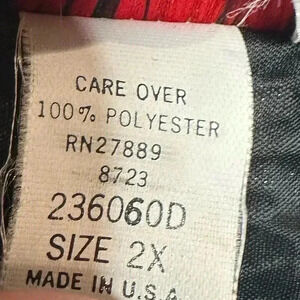 CARE OVER
100% POLYESTER
RN27889
8723
236060D
SIZE 2X
MADE IN U.S.A.